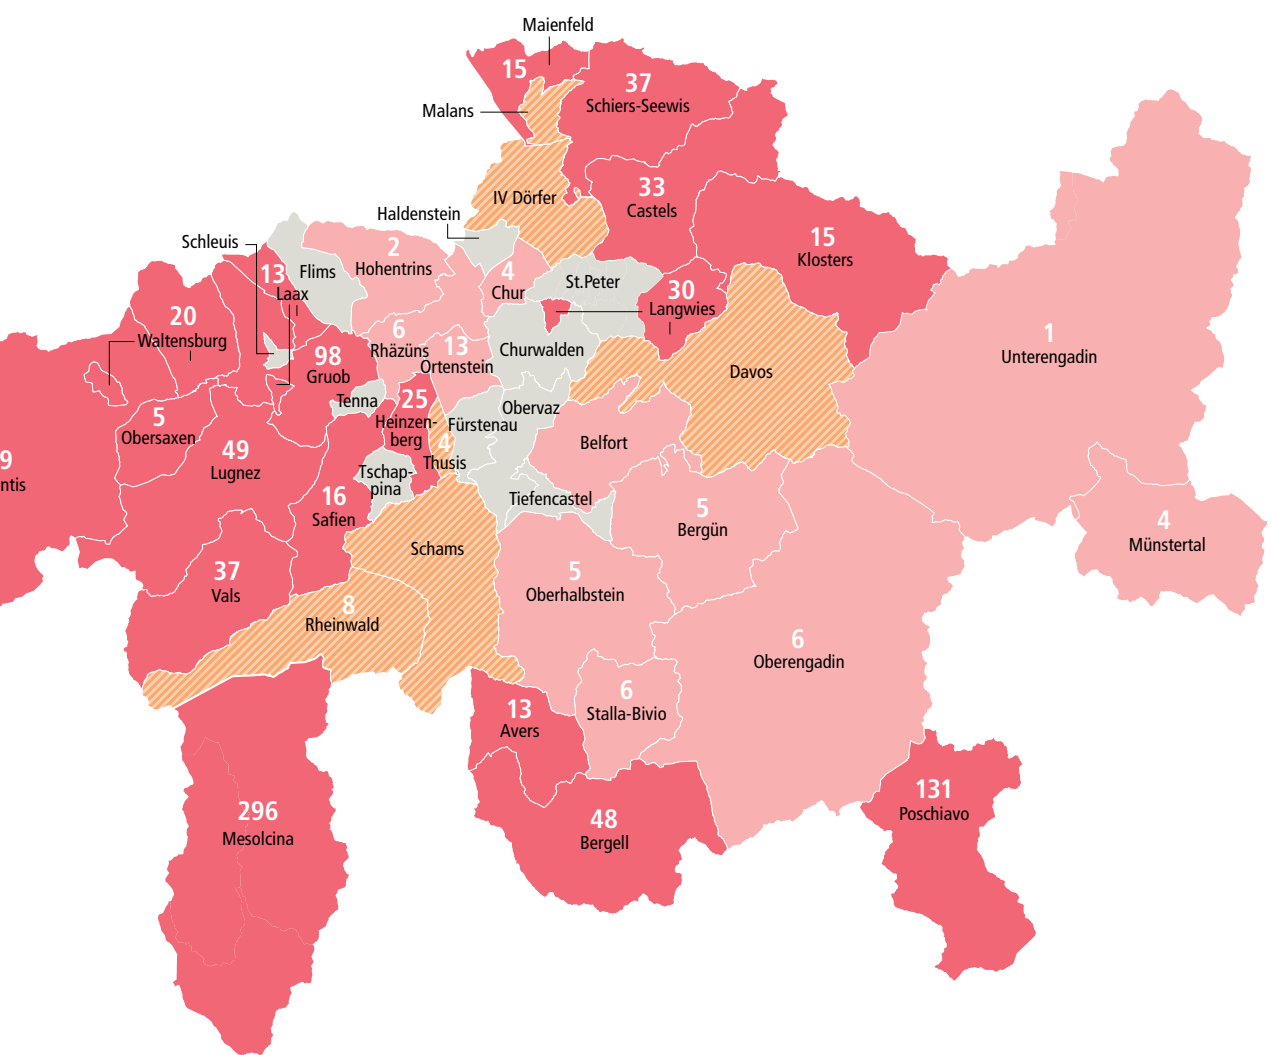 Maienfeld
15
37
Schiers-Seewis
Malans
33
Castels
IV Dörfer
Haldenstein
15
Klosters
Schleuis
2
Hohentrins
13
Laax
Flims
4
Chur
St.Peter
30
Langwies
20
Waltensburg
6
Rhäzüns
13
Ortenstein
Churwalden
1
Unterengadin
98
Gruob
Davos
Tenna
25
Heinzen-
berg
Obervaz
Fürstenau
5
Obersaxen
4
Thusis
Belfort
49
Lugnez
9
ntis
Tschap-
pina
16
Safien
Tiefencastel
5
Bergün
4
Münstertal
Schams
37
Vals
5
Oberhalbstein
8
Rheinwald
6
Oberengadin
6
Stalla-Bivio
13
Avers
131
Poschiavo
296
Mesolcina
48
Bergell